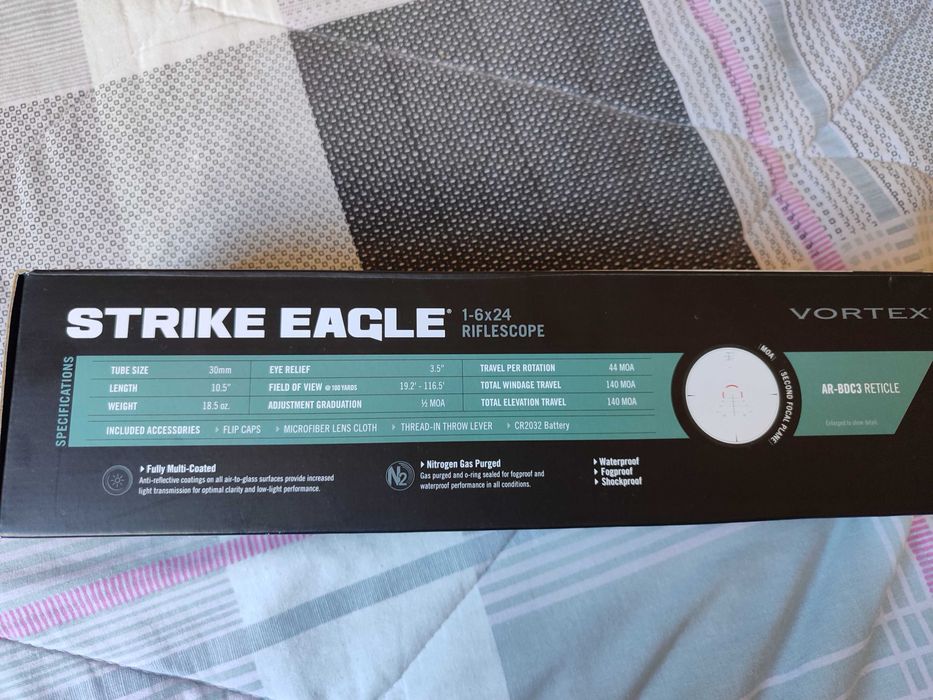 STRIKE EAGLE® 1-6x24 RIFLESCOPE
VORTEX®
SPECIFICATIONS
TUBE SIZE 30mm
LENGTH 10.5"
WEIGHT 18.5 oz.
EYE RELIEF 3.5"
FIELD OF VIEW @ 100 YARDS 19.2' - 116.5'
ADJUSTMENT GRADUATION ½ MOA
TRAVEL PER ROTATION 44 MOA
TOTAL WINDAGE TRAVEL 140 MOA
TOTAL ELEVATION TRAVEL 140 MOA
INCLUDED ACCESSORIES FLIP CAPS MICROFIBER LENS CLOTH THREAD-IN THROW LEVER CR2032 Battery
|MOA|
|SECOND FOCAL PLANE|
AR-BDC3 RETICLE
Enlarged to show detail.
Fully Multi-Coated
Anti-reflective coatings on all air-to-glass surfaces provide increased
light transmission for optimal clarity and low-light performance.
N2
Nitrogen Gas Purged
Gas purged and o-ring sealed for fogproof and
waterproof performance in all conditions.
Waterproof
Fogproof
Shockproof